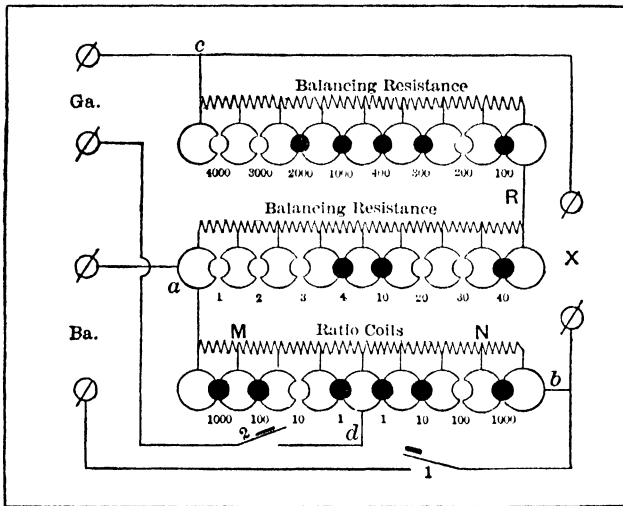 c
Balancing Resistance
Ga.
4000 3000 2000 1000 400 300 200 100
R
Balancing Resistance
X
a
1 2 3 4 10 20 30 40
Ba.
M Ratio Coils N
b
1000 100 10 1 1 10 100 1000
2 d
1